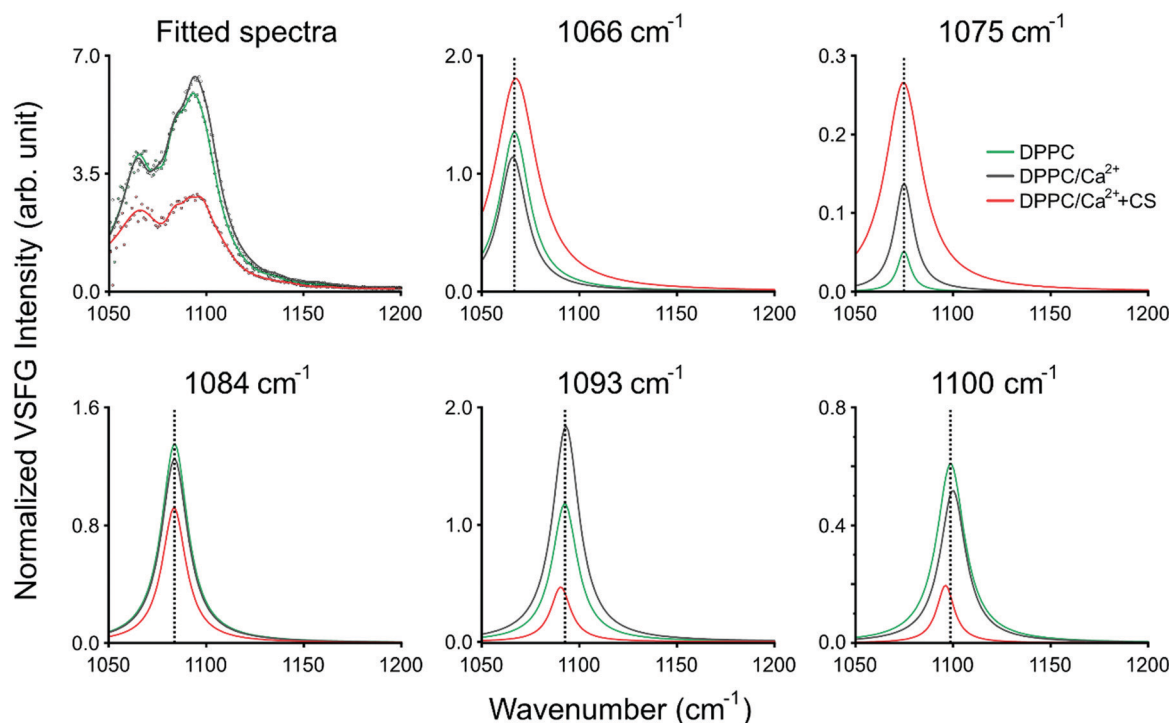 Fitted spectra
1066 cm⁻¹
1075 cm⁻¹
7.0
3.5
0.0
1050 1100 1150 1200
2.0
1.0
0.0
1050 1100 1150 1200
0.3
0.2
0.1
0.0
1050 1100 1150 1200
DPPC
DPPC/Ca²⁺
DPPC/Ca²⁺+CS
1084 cm⁻¹
1093 cm⁻¹
1100 cm⁻¹
1.6
0.8
0.0
1050 1100 1150 1200
2.0
1.0
0.0
1050 1100 1150 1200
0.8
0.4
0.0
1050 1100 1150 1200
Normalized VSFG Intensity (arb. unit)
Wavenumber (cm⁻¹)